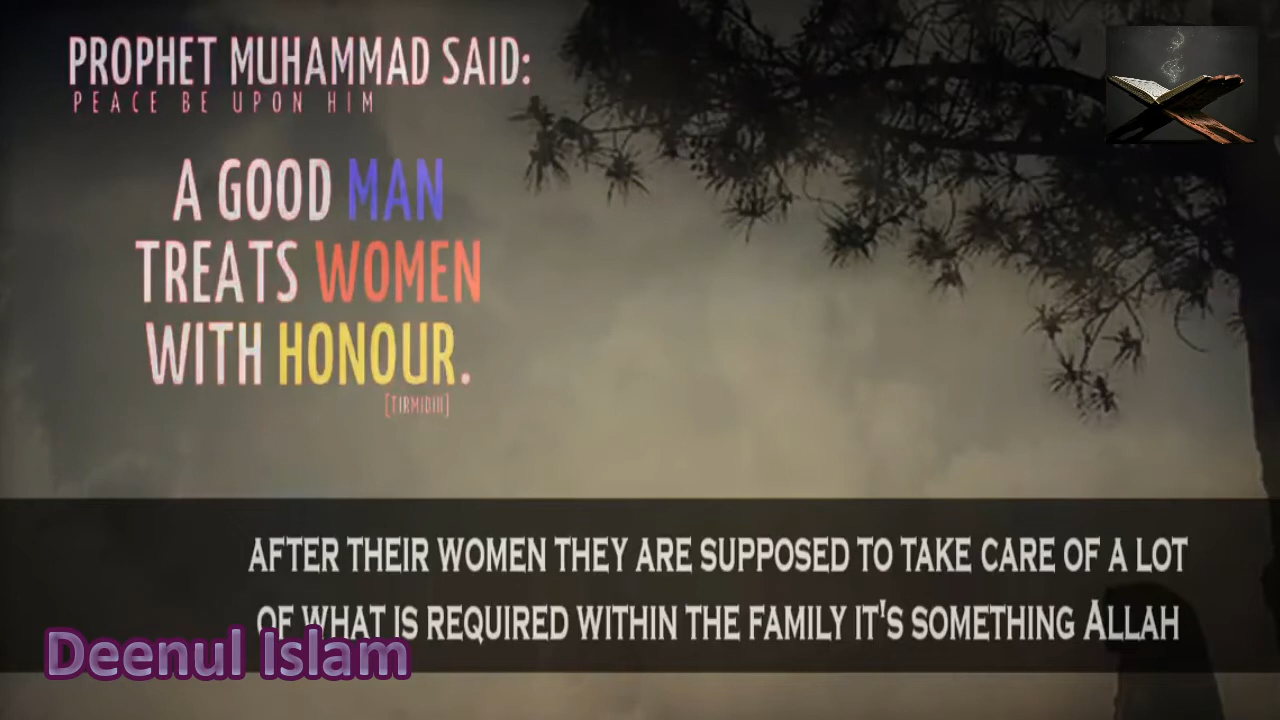 PROPHET MUHAMMAD SAID:
PEACE BE UPON HIM
A GOOD MAN
TREATS WOMEN
WITH HONOUR.
[TIRMIDHI]
AFTER THEIR WOMEN THEY ARE SUPPOSED TO TAKE CARE OF A LOT
OF WHAT IS REQUIRED WITHIN THE FAMILY IT'S SOMETHING ALLAH
Deenul Islam